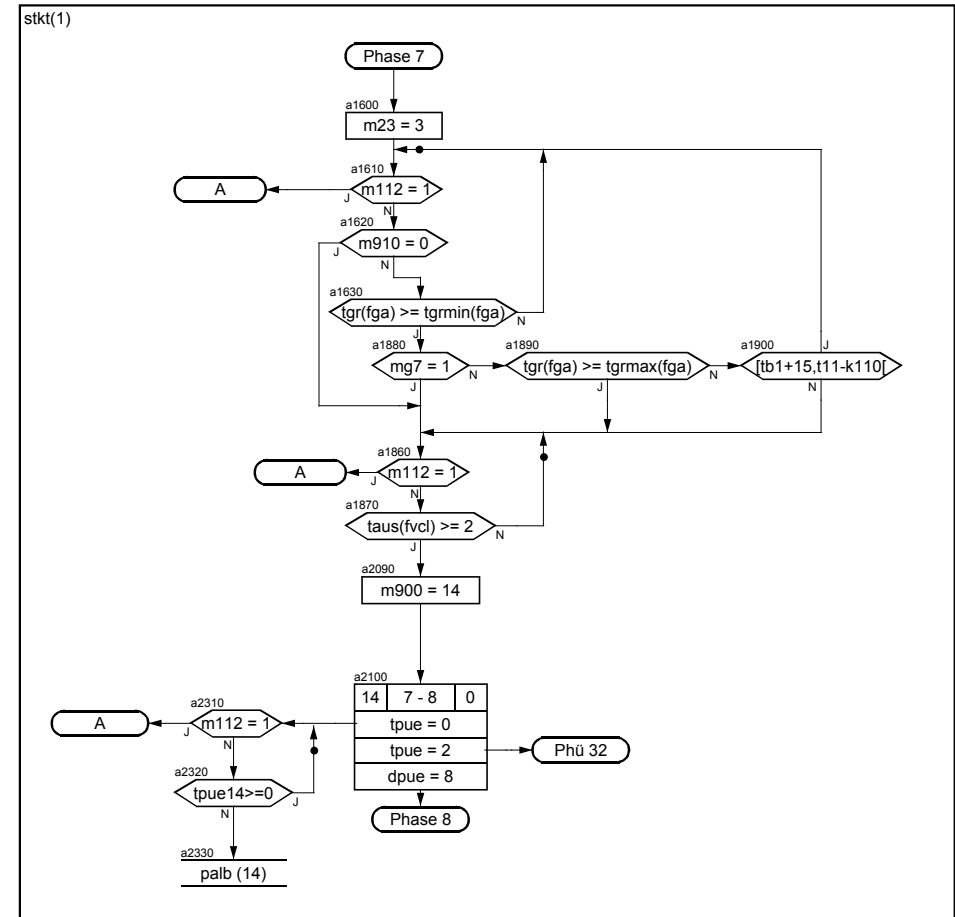 stkt(1)
Phase 7
a1600
m23 = 3
a1610
A
m112 = 1
J
N
a1620
m910 = 0
J
N
a1630
tgr(fga) >= tgrmin(fga)
N
J
a1880
mg7 = 1
N
J
a1890
tgr(fga) >= tgrmax(fga)
N
J
a1900
J
[tb1+15,t11-k110[
N
a1860
A
m112 = 1
J
N
a1870
taus(fvcl) >= 2
N
J
a2090
m900 = 14
a2100
14 7 - 8 0
tpue = 0
tpue = 2
Phü 32
dpue = 8
Phase 8
a2310
A
m112 = 1
J
N
a2320
tpue14>=0
J
N
a2330
palb (14)